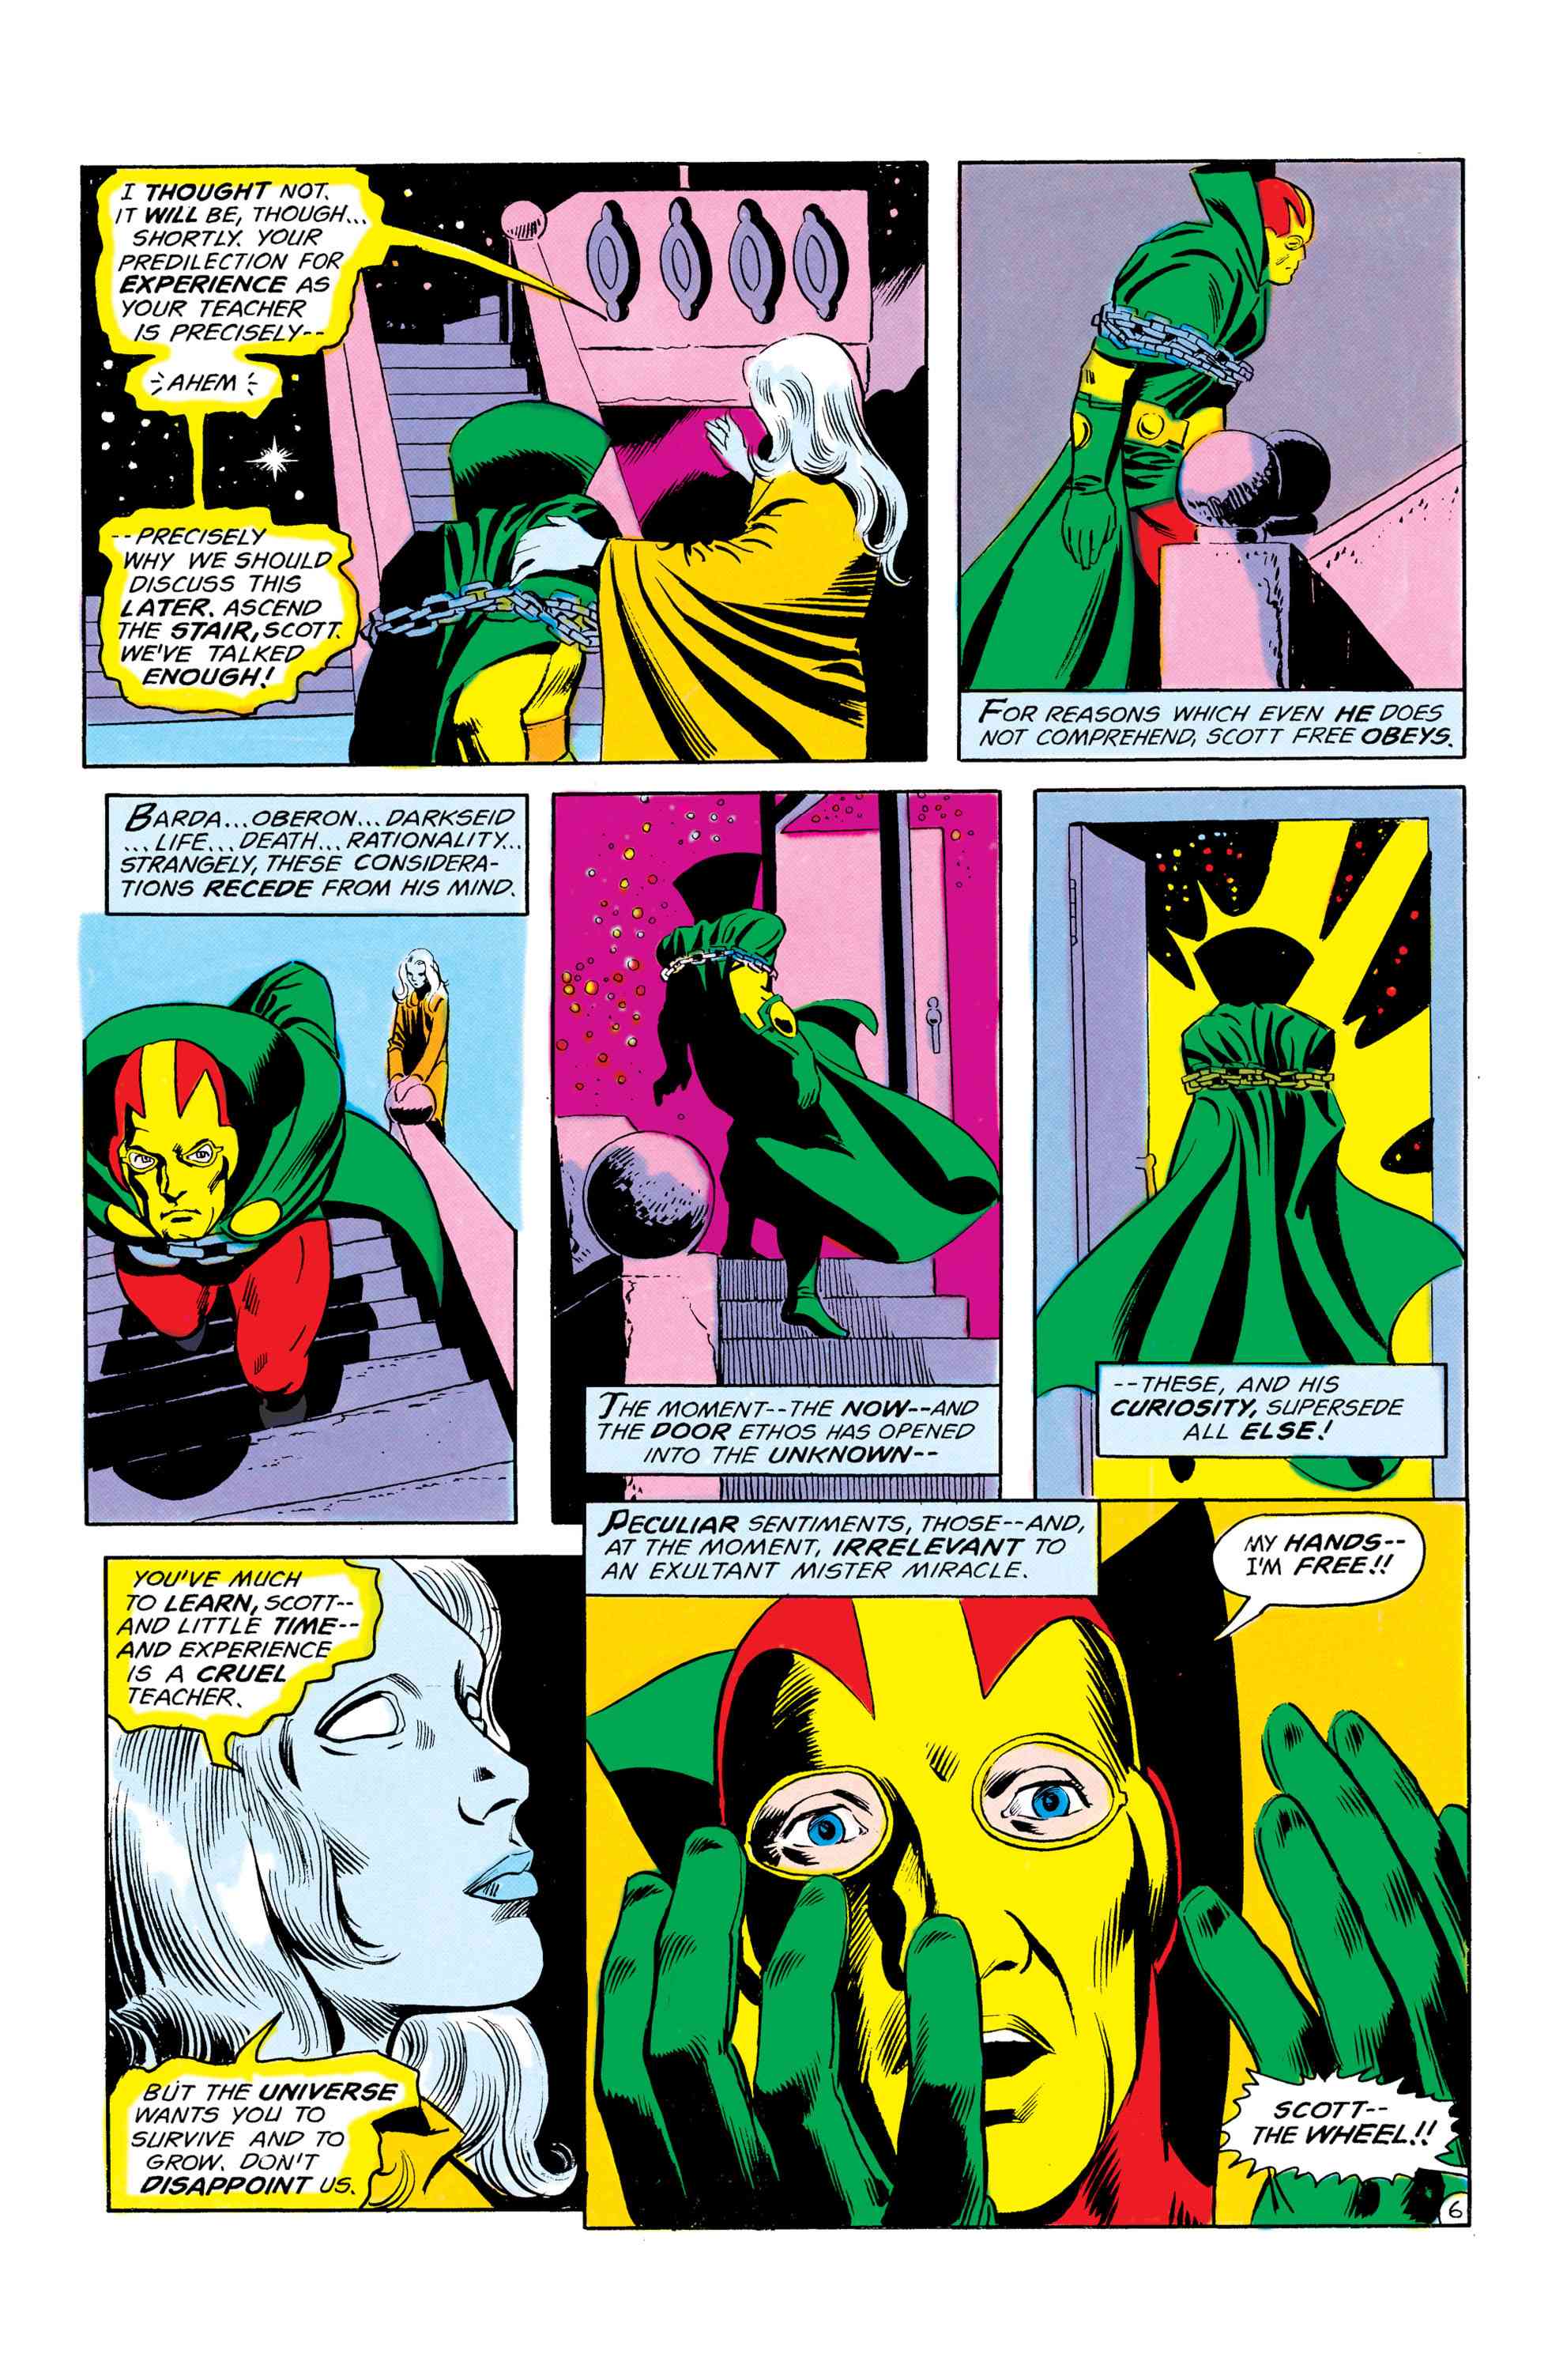 I THOUGHT NOT.
IT WILL BE, THOUGH...
SHORTLY. YOUR
PREDILECTION FOR
EXPERIENCE AS
YOUR TEACHER
IS PRECISELY--
AHEM
--PRECISELY
WHY WE SHOULD
DISCUSS THIS
LATER. ASCEND
THE STAIR, SCOTT.
WE'VE TALKED
ENOUGH!
FOR REASONS WHICH EVEN HE DOES
NOT COMPREHEND, SCOTT FREE OBEYS.
BARDA...OBERON...DARKSEID
...LIFE...DEATH...RATIONALITY...
STRANGELY, THESE CONSIDERA-
TIONS RECEDE FROM HIS MIND.
THE MOMENT--THE NOW--AND
THE DOOR ETHOS HAS OPENED
INTO THE UNKNOWN--
--THESE, AND HIS
CURIOSITY, SUPERSEDE
ALL ELSE!
YOU'VE MUCH
TO LEARN, SCOTT--
AND LITTLE TIME--
AND EXPERIENCE
IS A CRUEL
TEACHER.
BUT THE UNIVERSE
WANTS YOU TO
SURVIVE AND TO
GROW. DON'T
DISAPPOINT US.
PECULIAR SENTIMENTS, THOSE--AND,
AT THE MOMENT, IRRELEVANT TO
AN EXULTANT MISTER MIRACLE.
MY HANDS--
I'M FREE!!
SCOTT--
THE WHEEL!!
6